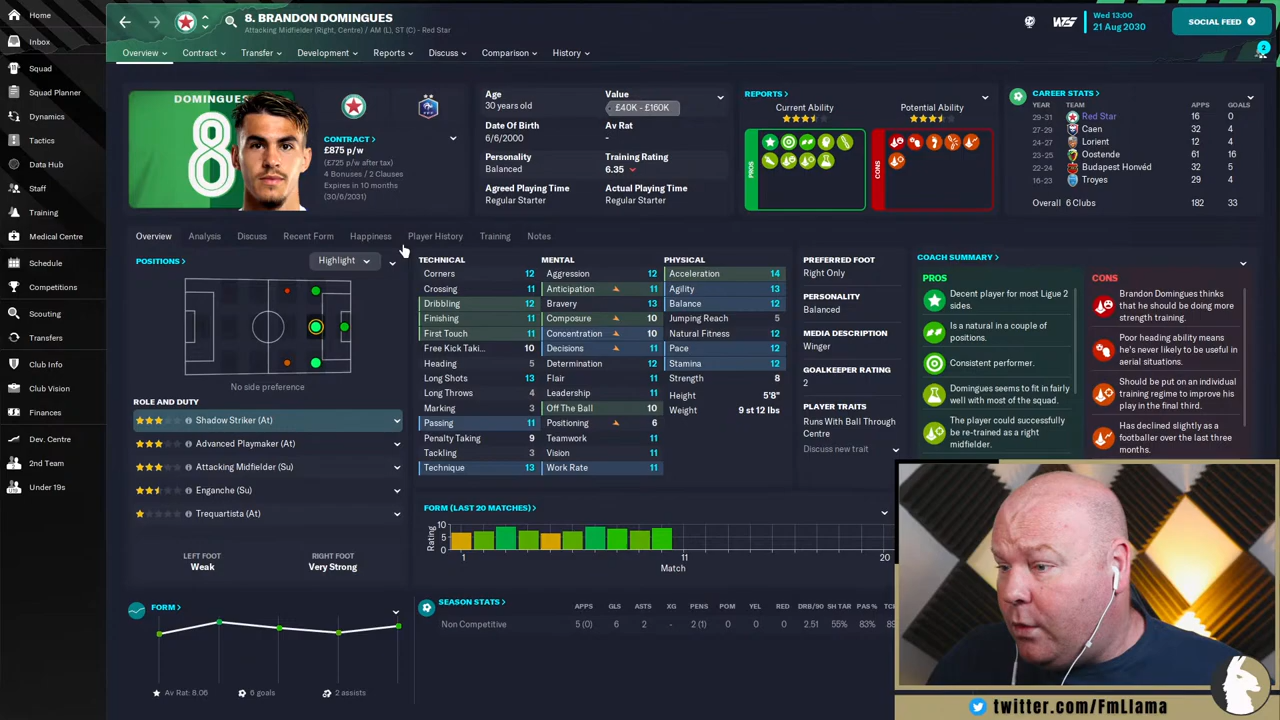 Home
Inbox
Squad
Squad Planner
Dynamics
Tactics
Data Hub
Staff
Training
Medical Centre
Schedule
Competitions
Scouting
Transfers
Club Info
Club Vision
Finances
Dev. Centre
2nd Team
Under 19s
8. BRANDON DOMINGUES
Attacking Midfielder (Right, Centre) / AM (L), ST (C) - Red Star
Wed 13:00
21 Aug 2030
SOCIAL FEED
2
Overview Contract Transfer Development Reports Discuss Comparison History
DOMINGUES
8
CONTRACT
£875 p/w
(£725 p/w after tax)
4 Bonuses / 2 Clauses
Expires in 10 months
(30/6/2031)
Age
30 years old
Date Of Birth
6/6/2000
Personality
Balanced
Agreed Playing Time
Regular Starter
Value
£40K - £160K
Av Rat
-
Training Rating
6.35
Actual Playing Time
Regular Starter
REPORTS
Current Ability
Potential Ability
PROS
CONS
CAREER STATS
YEAR TEAM APPS GOALS
29-31 Red Star 16 0
27-29 Caen 32 4
24-27 Lorient 12 4
23-25 Oostende 61 16
22-24 Budapest Honvéd 32 5
16-23 Troyes 29 4
Overall 6 Clubs 182 33
Overview Analysis Discuss Recent Form Happiness Player History Training Notes
POSITIONS
Highlight
No side preference
ROLE AND DUTY
Shadow Striker (At)
Advanced Playmaker (At)
Attacking Midfielder (Su)
Enganche (Su)
Trequartista (At)
LEFT FOOT
Weak
RIGHT FOOT
Very Strong
FORM
Av Rat: 8.06 6 goals 2 assists
TECHNICAL
Corners 12
Crossing 11
Dribbling 12
Finishing 11
First Touch 11
Free Kick Taki... 10
Heading 5
Long Shots 13
Long Throws 4
Marking 3
Passing 11
Penalty Taking 9
Tackling 3
Technique 13
MENTAL
Aggression 12
Anticipation 11
Bravery 13
Composure 10
Concentration 10
Decisions 11
Determination 12
Flair 11
Leadership 11
Off The Ball 10
Positioning 6
Teamwork 11
Vision 11
Work Rate 11
PHYSICAL
Acceleration 14
Agility 13
Balance 12
Jumping Reach 5
Natural Fitness 12
Pace 12
Stamina 12
Strength 8
Height 5'8"
Weight 9 st 12 lbs
PREFERRED FOOT
Right Only
PERSONALITY
Balanced
MEDIA DESCRIPTION
Winger
GOALKEEPER RATING
2
PLAYER TRAITS
Runs With Ball Through
Centre
Discuss new trait
COACH SUMMARY
PROS
Decent player for most Ligue 2
sides.
Is a natural in a couple of
positions.
Consistent performer.
Domingues seems to fit in fairly
well with most of the squad.
The player could successfully
be re-trained as a right
midfielder.
CONS
Brandon Domingues thinks
that he should be doing more
strength training.
Poor heading ability means
he's never likely to be useful in
aerial situations.
Should be put on an individual
training regime to improve his
play in the final third.
Has declined slightly as a
footballer over the last three
months.
FORM (LAST 20 MATCHES)
Rating
10
5
0
1 11 20
Match
SEASON STATS
APPS GLS ASTS XG PENS POM YEL RED DRB/90 SH TAR PAS %
Non Competitive 5 (0) 6 2 - 2 (1) 0 0 0 2.51 55% 83%
twitter.com/FmLlama